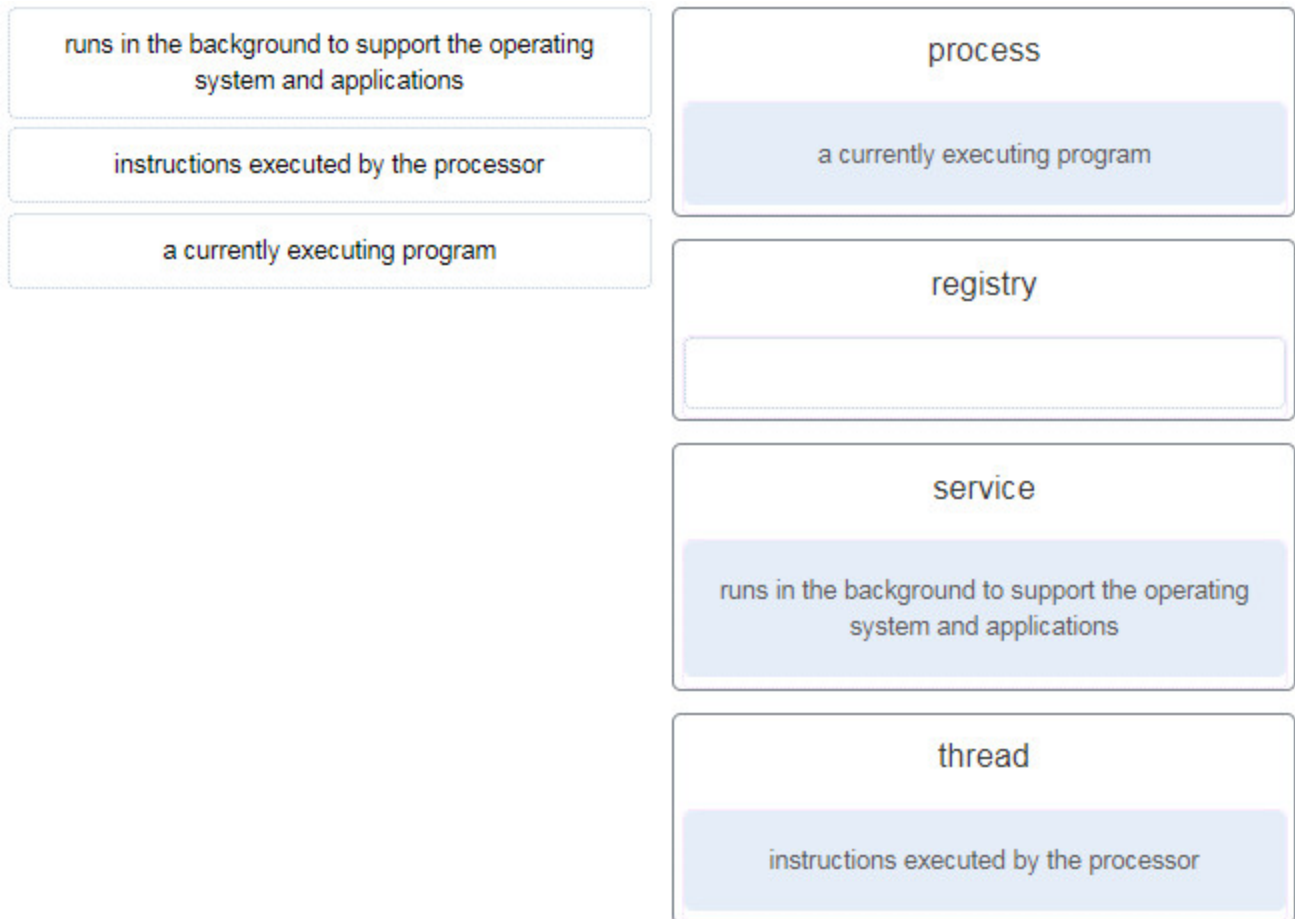 runs in the background to support the operating
system and applications
instructions executed by the processor
a currently executing program
process
a currently executing program
registry
service
runs in the background to support the operating
system and applications
thread
instructions executed by the processor